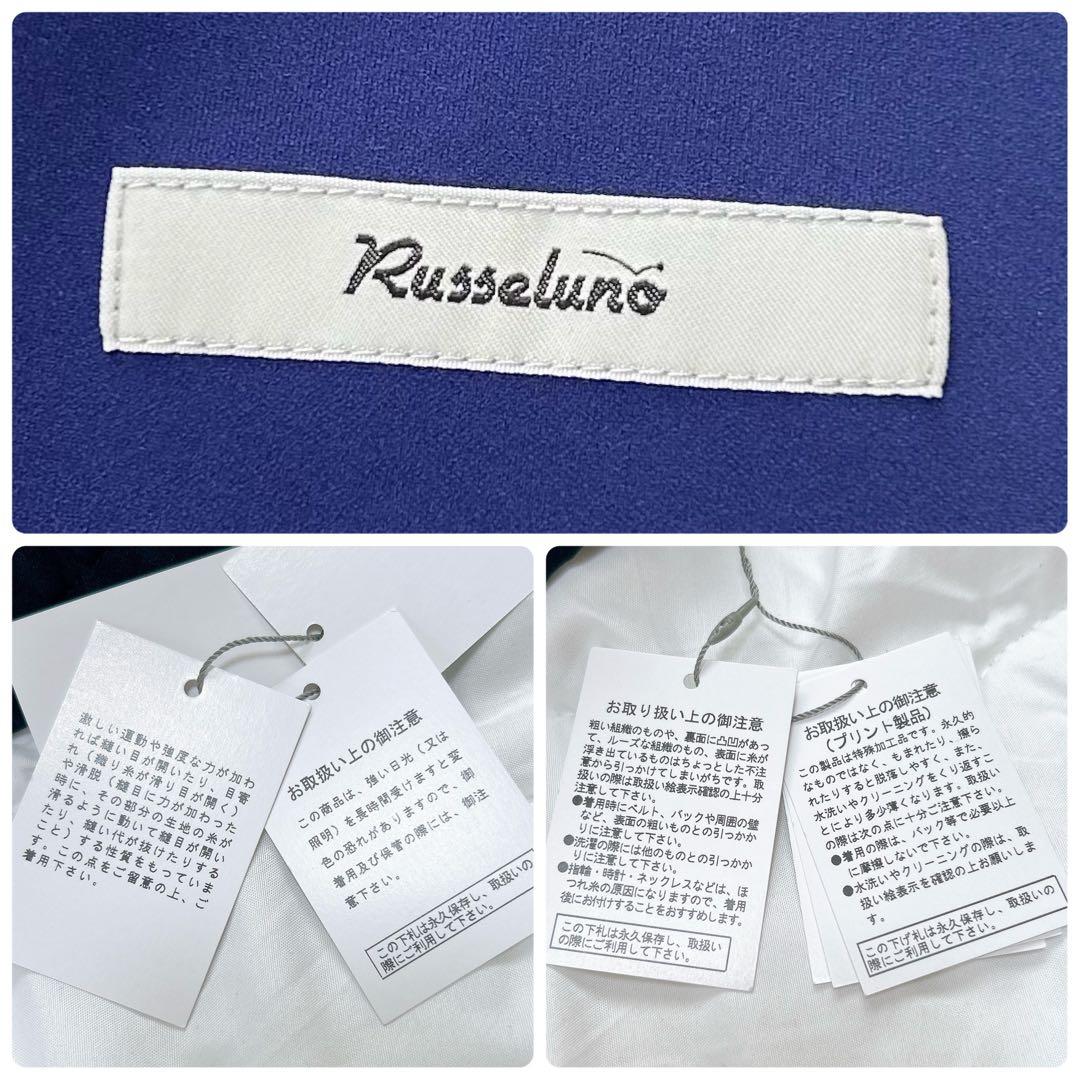 Russeluno
激しい運動や強度な力が加わ
れば縫い目が開いたり、目寄
れ（織り糸が滑り目が開く）
や滑脱（縫目に力が加わった
時に、その部分の生地の糸が
滑るように動いて縫目が開い
たり、縫い代が抜けたりする
こと）する性質をもっていま
す。この点をご留意の上、ご
着用下さい。
お取扱い上の御注意
この商品は、強い日光（又は
照明）を長時間受けますと変
色の恐れがありますので、御
着用及び保管の際には、御注
意下さい。
この下札は永久保存し、取扱いの
際にご利用して下さい。
お取り扱い上の御注意
粗い組織のものや、裏面に凸凹があっ
て、ルーズな組織のもの、表面に糸が
浮き出ているものはちょっとした不注
意から引っかけてしまいがちです。取
扱いの際は取扱い絵表示確認の上十分
注意して下さい。
●着用時にベルト、バックや周囲の壁
など、表面の粗いものとの引っかか
りに注意して下さい。
●洗濯の際には他のものとの引っかか
りに注意して下さい。
●指輪・時計・ネックレスなどは、ほ
つれ糸の原因になりますので、着用
後にお付けすることをおすすめします。
この下札は永久保存し、取扱い
の際にご利用して下さい。
お取扱い上の御注意
（プリント製品）
この製品は特殊加工品です。永久的
なものではなく、もまれたり、擦ら
れたりすると脱落しやすく、また、
水洗いやクリーニングをくり返すこ
とにより多少薄くなります。取扱い
の際は次の点に十分ご注意下さい。
●着用の際は、バック等で必要以上
に摩擦しないで下さい。
●水洗いやクリーニングの際は、取
扱い絵表示を確認の上お願いしま
す。
この下げ札は永久保存し、取扱いの
際にご利用して下さい。